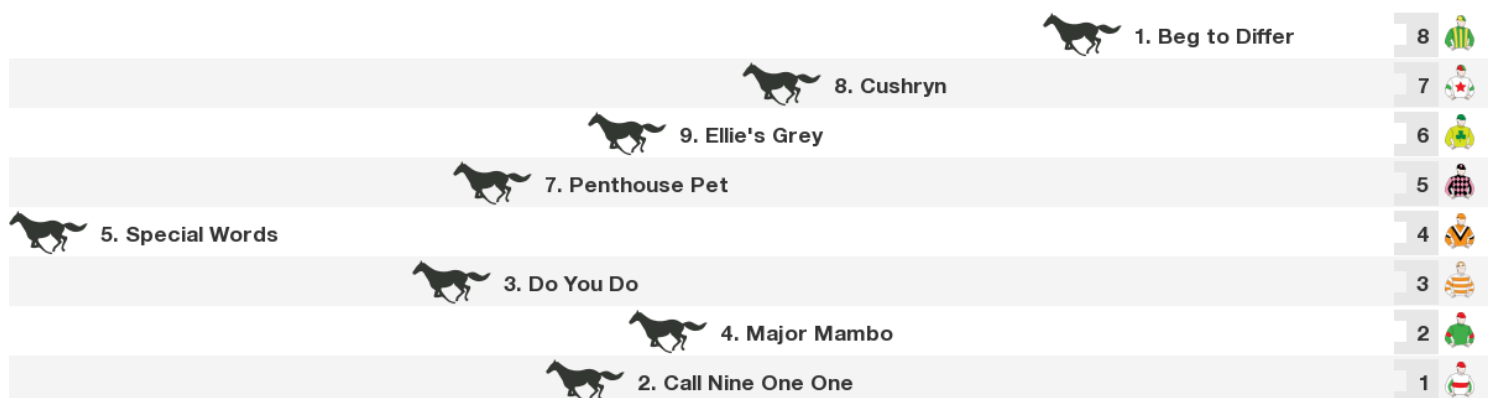 1. Beg to Differ 8
8. Cushryn 7
9. Ellie's Grey 6
7. Penthouse Pet 5
5. Special Words 4
3. Do You Do 3
4. Major Mambo 2
2. Call Nine One One 1